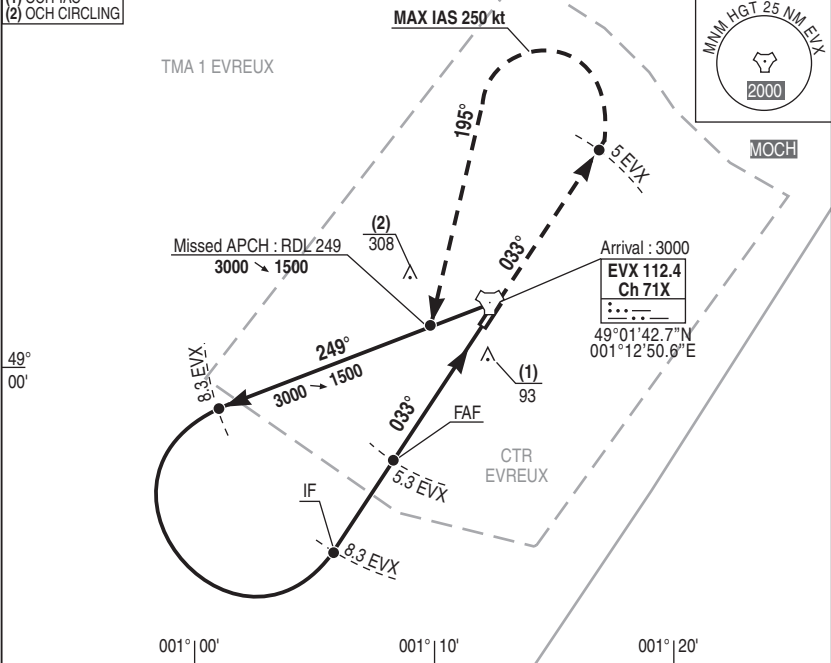 (2) OCH CIRCLING
MAX IAS 250 kt
MNM HGT 25 NM EVX
2000
MOCH
TMA 1 EVREUX
195°
5 EVX
(2)
308
Missed APCH : RDL 249
3000 ↘ 1500
033°
Arrival : 3000
EVX 112.4
Ch 71X
49°01'42.7"N
001°12'50.6"E
49°
00'
8.3 EVX
249°
3000 → 1500
(1)
93
033°
FAF
5.3 EVX
CTR
EVREUX
IF
8.3 EVX
001° 00'
001° 10'
001° 20'